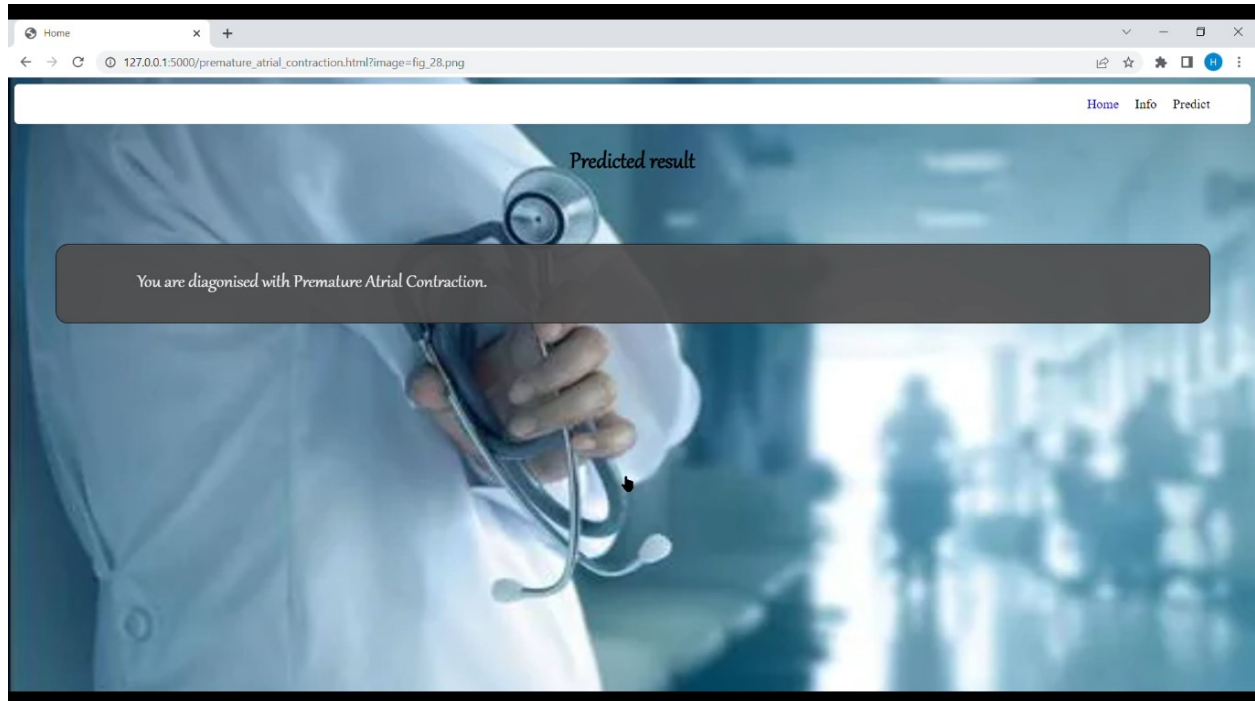 Home
127.0.0.1:5000/premature_atrial_contraction.html?image=fig_28.png
H
Home Info Predict
Predicted result
You are diagonised with Premature Atrial Contraction.